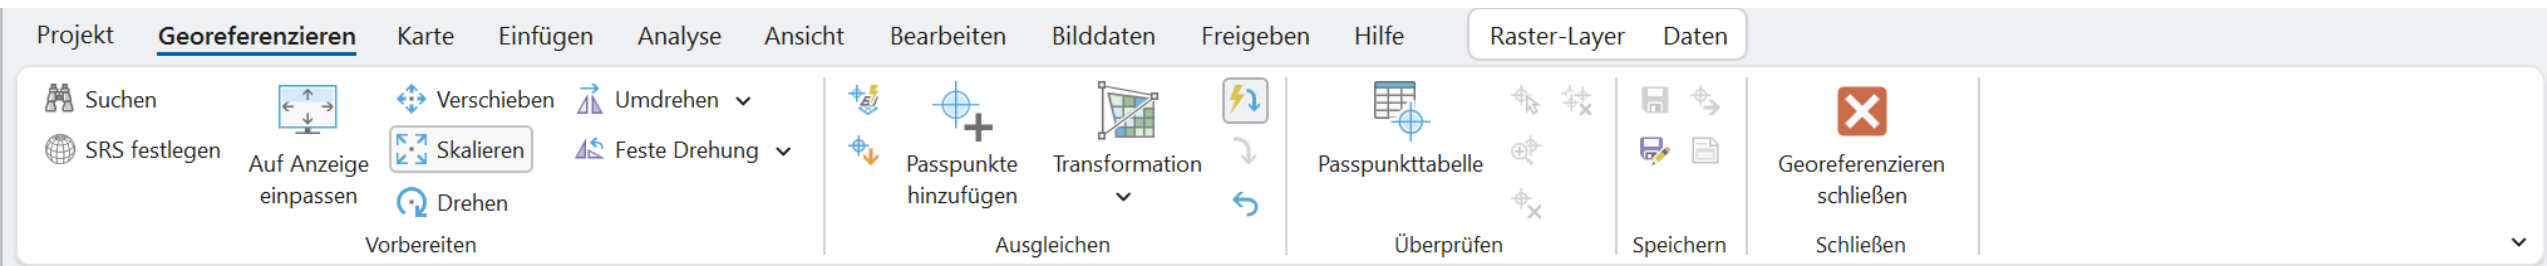 Projekt Georeferenzieren Karte Einfügen Analyse Ansicht Bearbeiten Bilddaten Freigeben Hilfe Raster-Layer Daten
Suchen
SRS festlegen
Auf Anzeige
einpassen
Verschieben
Skalieren
Drehen
Umdrehen
Feste Drehung
Vorbereiten
Passpunkte
hinzufügen
Transformation
Ausgleichen
Passpunkttabelle
Überprüfen
Speichern
Georeferenzieren
schließen
Schließen